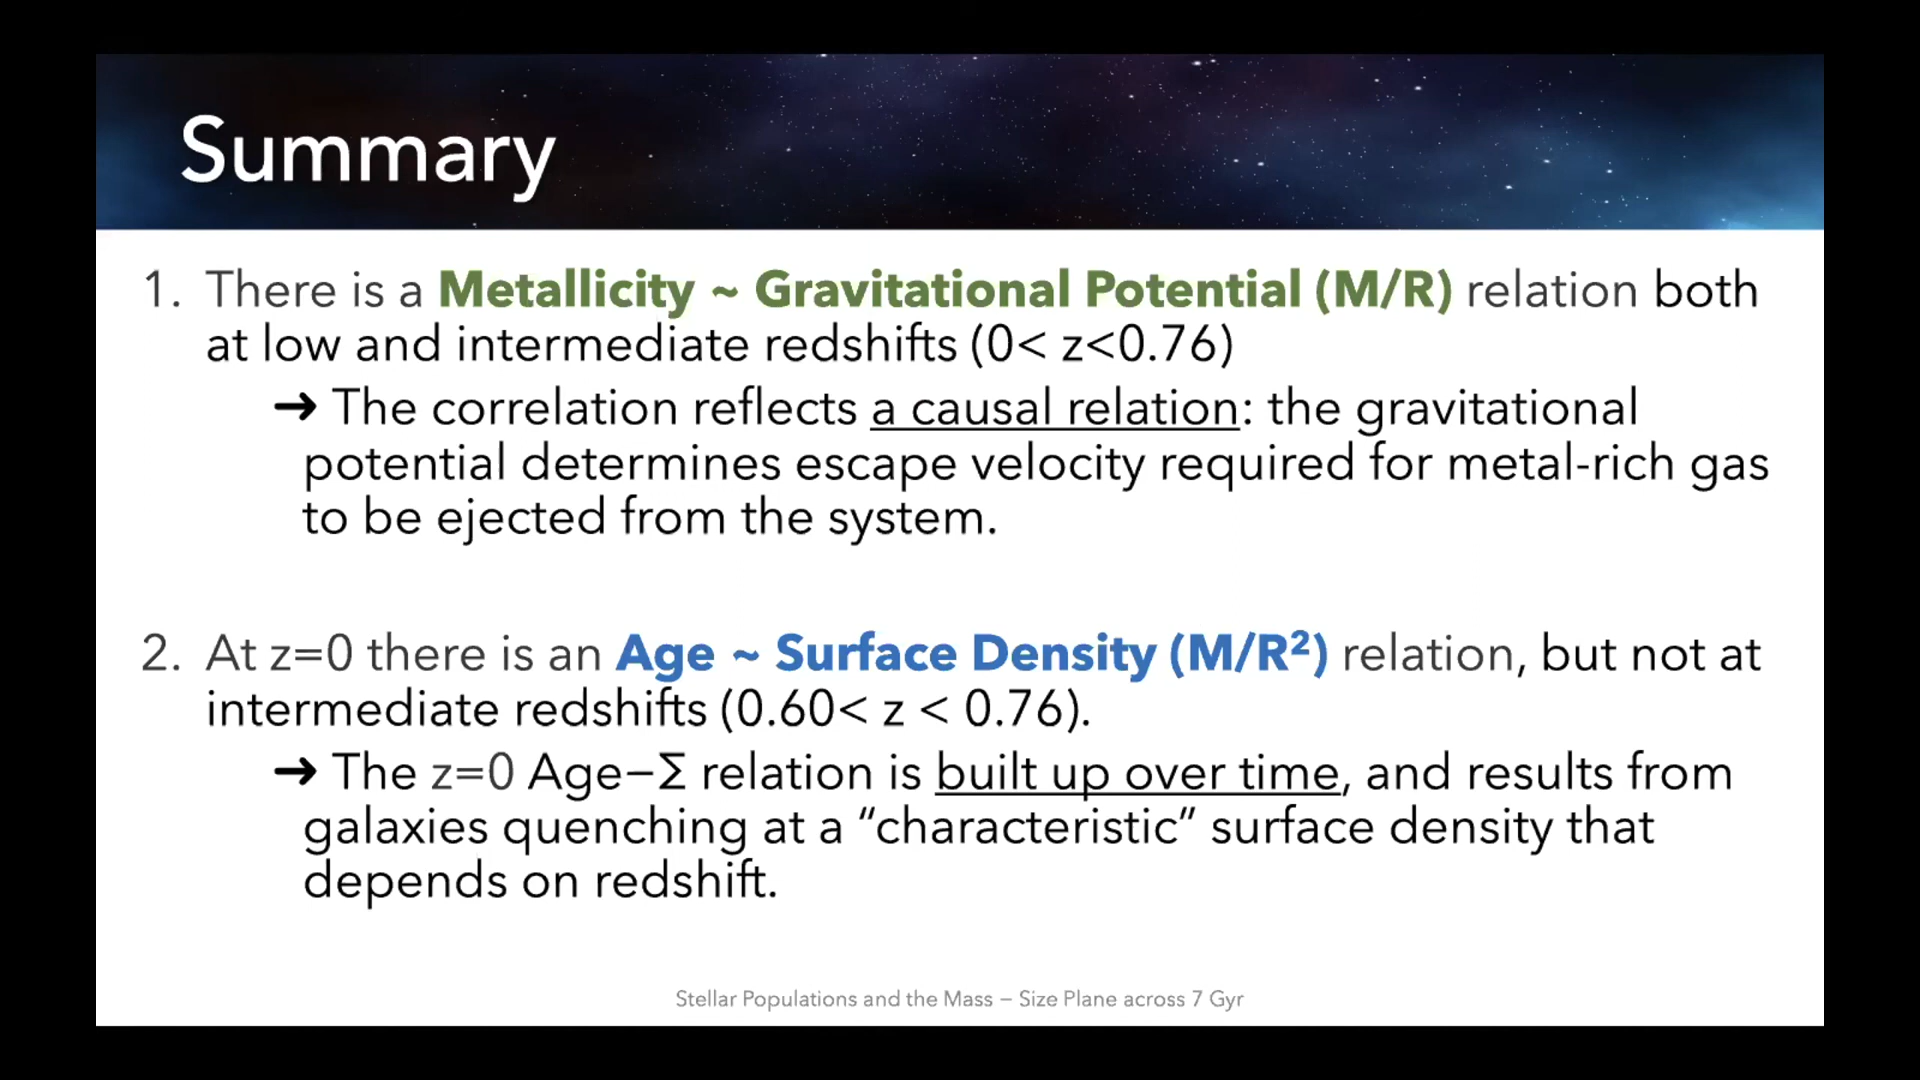 Summary
1. There is a Metallicity ~ Gravitational Potential (M/R) relation both
at low and intermediate redshifts (0< z<0.76)
➔ The correlation reflects a causal relation: the gravitational
potential determines escape velocity required for metal-rich gas
to be ejected from the system.
2. At z=0 there is an Age ~ Surface Density (M/R²) relation, but not at
intermediate redshifts (0.60< z < 0.76).
➔ The z=0 Age–Σ relation is built up over time, and results from
galaxies quenching at a “characteristic” surface density that
depends on redshift.
Stellar Populations and the Mass – Size Plane across 7 Gyr